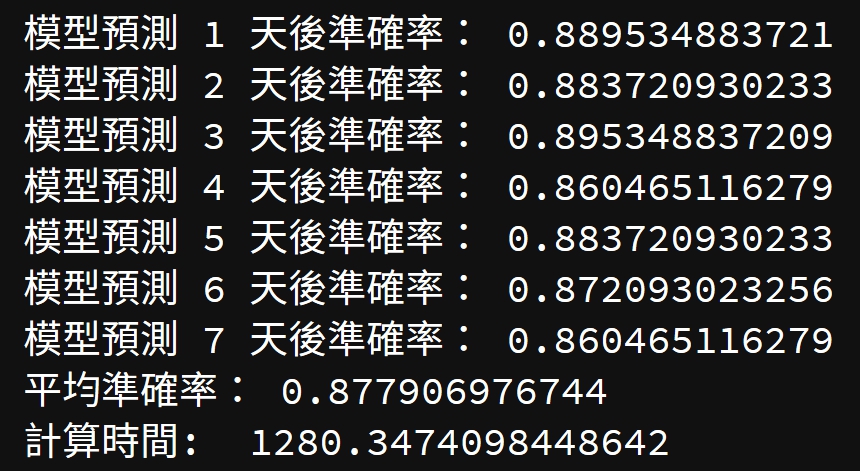 模型預測 1 天後準確率： 0.889534883721
模型預測 2 天後準確率： 0.883720930233
模型預測 3 天後準確率： 0.895348837209
模型預測 4 天後準確率： 0.860465116279
模型預測 5 天後準確率： 0.883720930233
模型預測 6 天後準確率： 0.872093023256
模型預測 7 天後準確率： 0.860465116279
平均準確率： 0.877906976744
計算時間:  1280.3474098448642